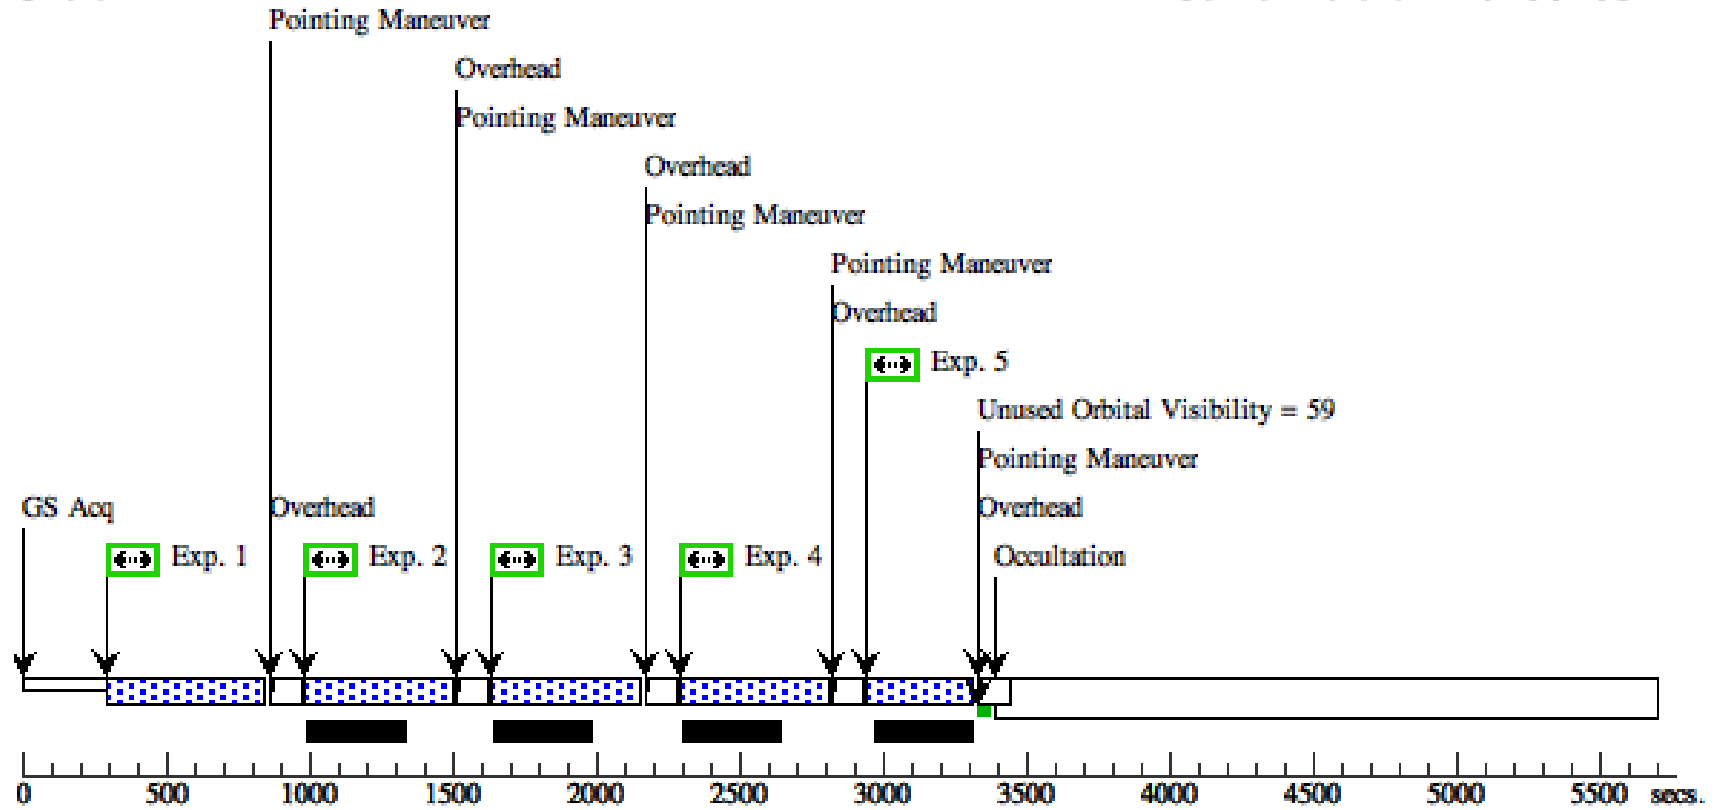 Pointing Maneuver
Overhead
Pointing Maneuver
Overhead
Pointing Maneuver
Pointing Maneuver
Overhead
Exp. 5
Unused Orbital Visibility = 59
Pointing Maneuver
GS Acq
Overhead
Overhead
Exp. 1
Exp. 2
Exp. 3
Exp. 4
Occultation
0 500 1000 1500 2000 2500 3000 3500 4000 4500 5000 5500 secs.